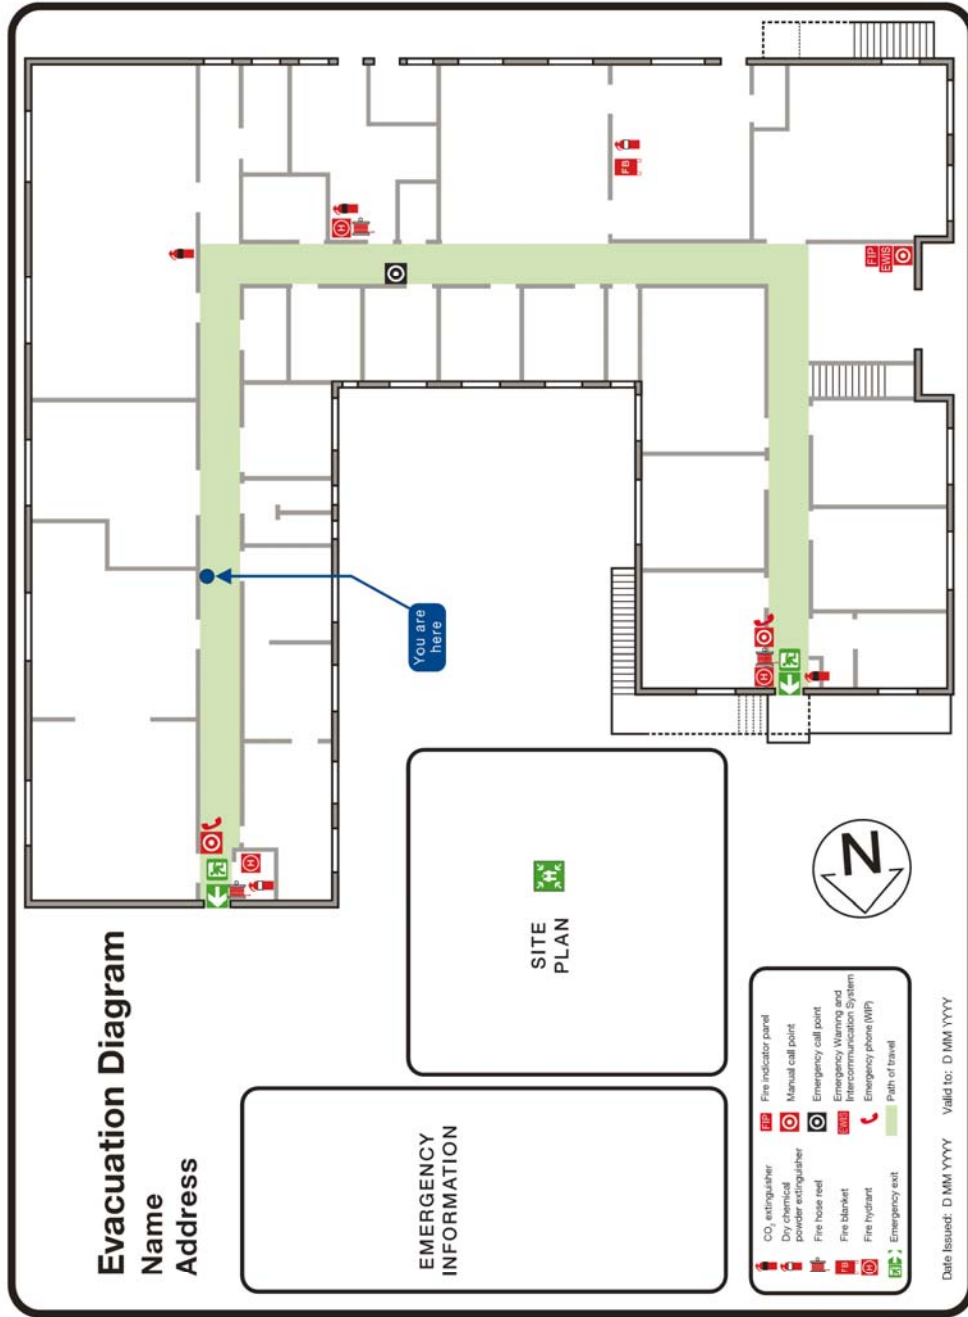 Evacuation Diagram
Name
Address
EMERGENCY
INFORMATION
SITE
PLAN
You are
here
H
H
H
FB
FIP
EWIS
N
CO₂ extinguisher
Dry chemical
powder extinguisher
Fire hose reel
FB Fire blanket
H Fire hydrant
Emergency exit
FIP Fire indicator panel
Manual call point
Emergency call point
EWIS Emergency Warning and
Intercommunication System
Emergency phone (WIP)
Path of travel
Date Issued: D MM YYYY Valid to: D MM YYYY